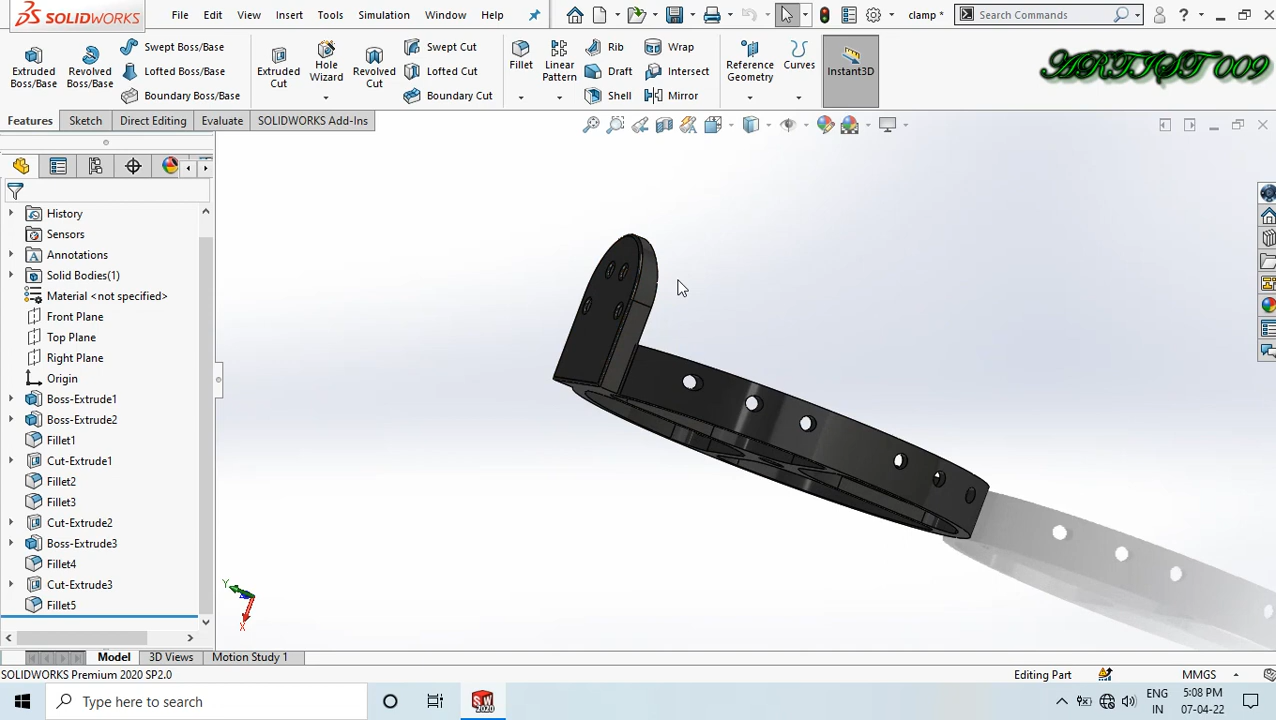 SOLIDWORKS File Edit View Insert Tools Simulation Window Help clamp * Search Commands ?
Extruded Boss/Base
Revolved Boss/Base
Swept Boss/Base
Lofted Boss/Base
Boundary Boss/Base
Extruded Cut
Hole Wizard
Revolved Cut
Swept Cut
Lofted Cut
Boundary Cut
Fillet
Linear Pattern
Rib
Draft
Shell
Wrap
Intersect
Mirror
Reference Geometry
Curves
Instant3D
ARTIST 009
Features Sketch Direct Editing Evaluate SOLIDWORKS Add-Ins
History
Sensors
Annotations
Solid Bodies(1)
Material <not specified>
Front Plane
Top Plane
Right Plane
Origin
Boss-Extrude1
Boss-Extrude2
Fillet1
Cut-Extrude1
Fillet2
Fillet3
Cut-Extrude2
Boss-Extrude3
Fillet4
Cut-Extrude3
Fillet5
Y
X
Model 3D Views Motion Study 1
SOLIDWORKS Premium 2020 SP2.0 Editing Part MMGS
Type here to search
SW
2020
ENG
IN
5:08 PM
07-04-22